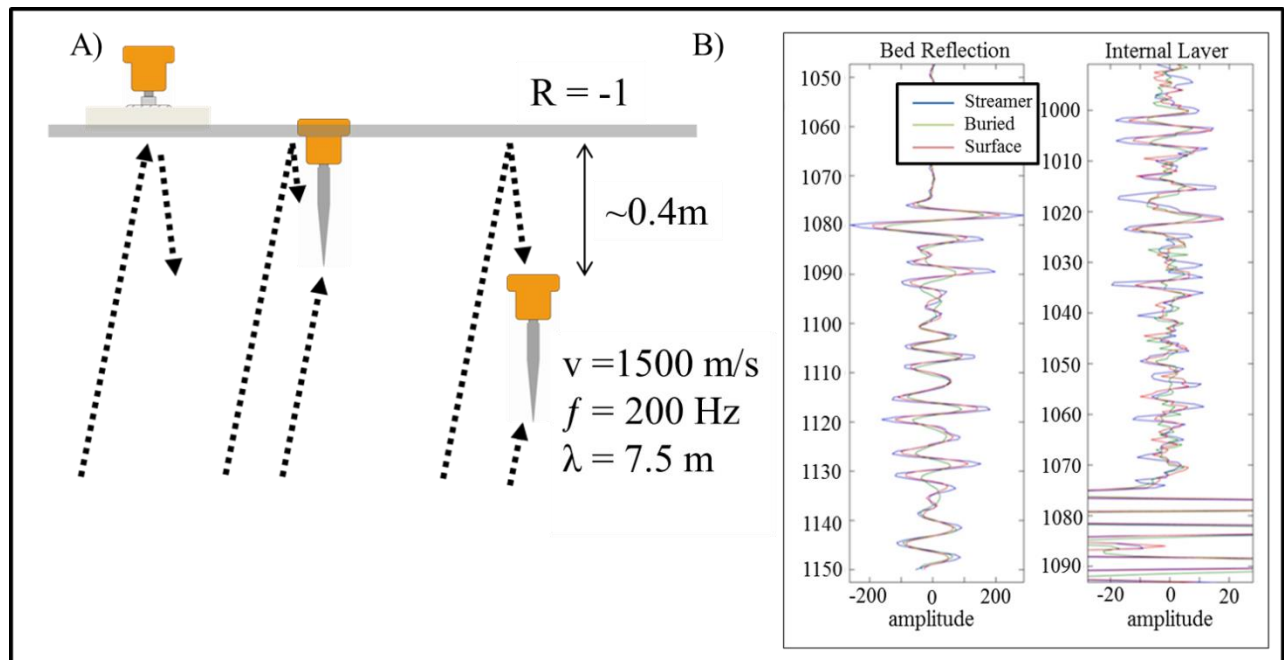 A)
R = -1
~0.4m
v =1500 m/s
f = 200 Hz
λ = 7.5 m
B)
Bed Reflection
Internal Layer
Streamer
Buried
Surface
1050
1060
1070
1080
1090
1100
1110
1120
1130
1140
1150
-200
0
200
amplitude
1000
1010
1020
1030
1040
1050
1060
1070
1080
1090
-20
0
20
amplitude